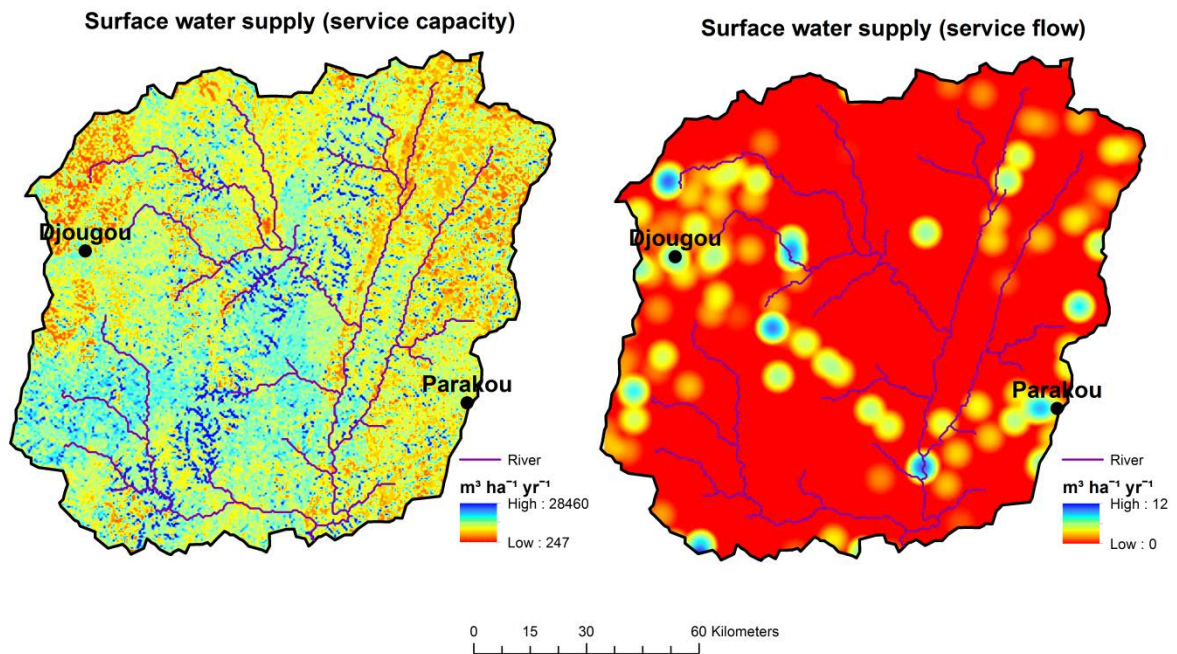 Surface water supply (service capacity)
Djougou
Parakou
River
m³ ha⁻¹ yr⁻¹
High : 28460
Low : 247
Surface water supply (service flow)
Djougou
Parakou
River
m³ ha⁻¹ yr⁻¹
High : 12
Low : 0
0 15 30 60 Kilometers